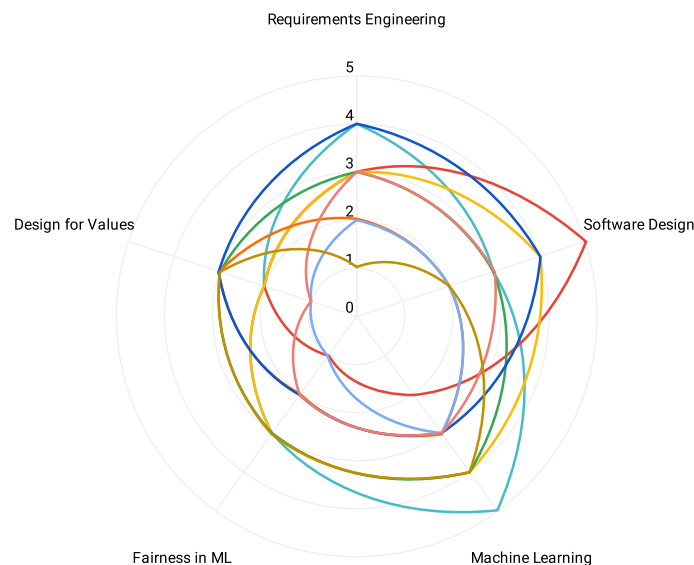 Requirements Engineering
5
4
3
2
1
0
Design for Values
Software Design
Fairness in ML
Machine Learning